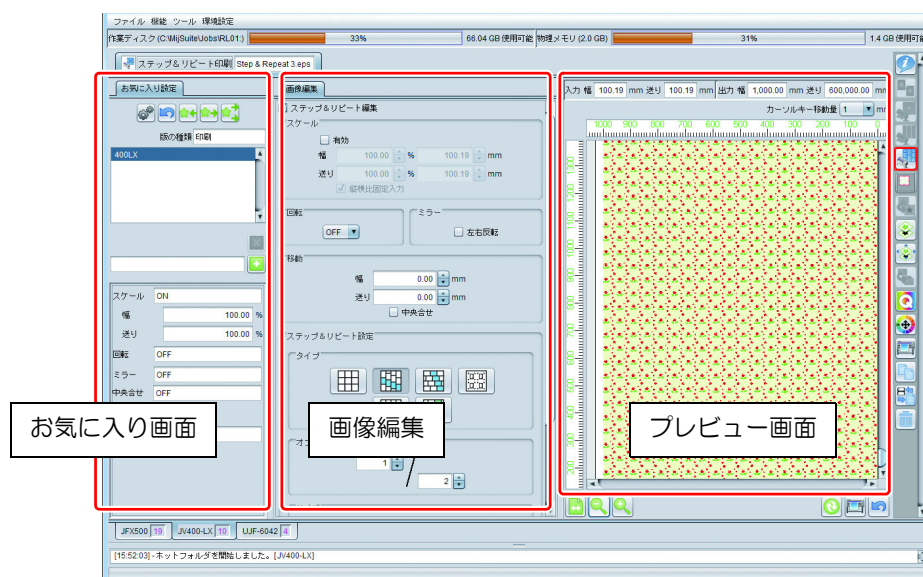 ファイル 機能 ツール 環境設定
作業ディスク (C:\MijSuite\Jobs\RL01:) 33% 66.04 GB 使用可能 物理メモリ (2.0 GB) 31% 1.4 GB 使用可能
ステップ&リピート印刷 Step & Repeat 3.eps
お気に入り設定
版の種類 印刷
400LX
スケール ON
幅 100.00 %
送り 100.00 %
回転 OFF
ミラー OFF
中央合せ OFF
お気に入り画面
画像編集
ステップ&リピート編集
スケール
有効
幅 100.00 % 100.19 mm
送り 100.00 % 100.19 mm
縦横比固定入力
回転
OFF
ミラー
左右反転
移動
幅 0.00 mm
送り 0.00 mm
中央合せ
ステップ&リピート設定
タイプ
画像編集
1
2
入力 幅 100.19 mm 送り 100.19 mm 出力 幅 1,000.00 mm 送り 600,000.00 mm
カーソルキー移動量 1 mm
1000 900 800 700 600 500 400 300 200 100 0
プレビュー画面
JFX500 19 JV400-LX 10 UJF-6042 4
[15:52:03]-ホットフォルダを開始しました。[JV400-LX]